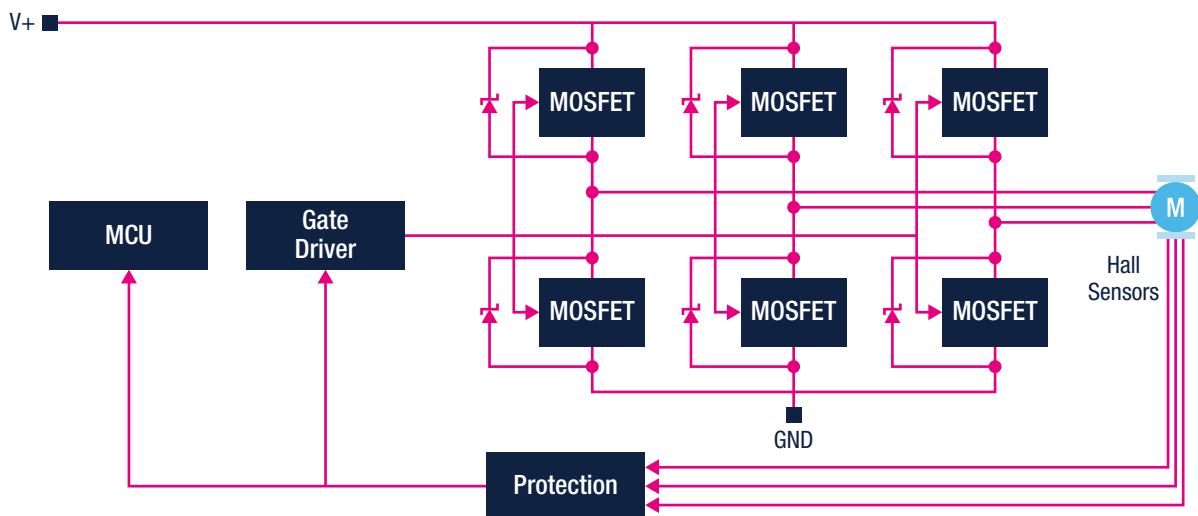 V+
MOSFET
MOSFET
MOSFET
M
MCU
Gate
Driver
Hall
Sensors
MOSFET
MOSFET
MOSFET
GND
Protection